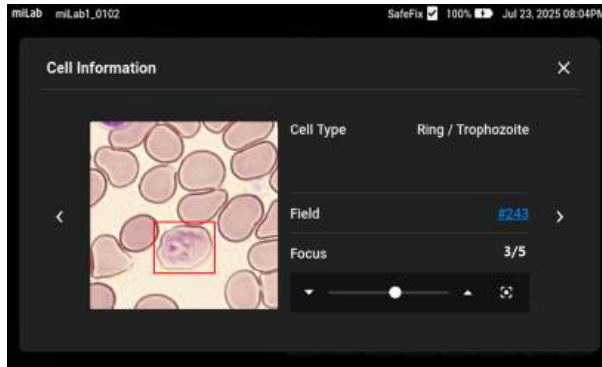 miLab miLab1_0102 SafeFix 100% Jul 23, 2025 08:04PM
Cell Information
Cell Type Ring / Trophozoite
Field #243
Focus 3/5